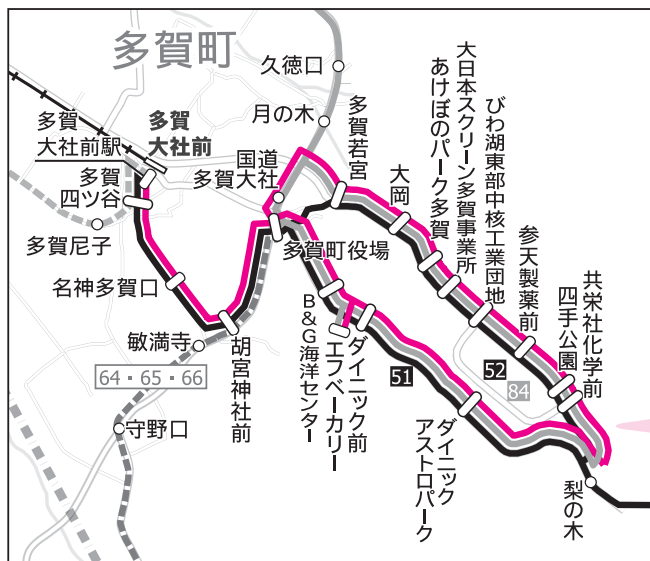 多賀町
久徳口
月の木
多賀
大社前駅
多賀
大社前
国道
多賀大社
多賀若宮
大岡
あけぼのパーク多賀
大日本スクリーン多賀事業所
びわ湖東部中核工業団地
参天製薬前
共栄社化学前
四手公園
多賀
四ツ谷
多賀尼子
名神多賀口
敏満寺
64・65・66
守野口
胡宮神社前
多賀町役場
B&G海洋センター
エフベーカリー
ダイニック前
51
52
84
ダイニック
アストロパーク
梨の木